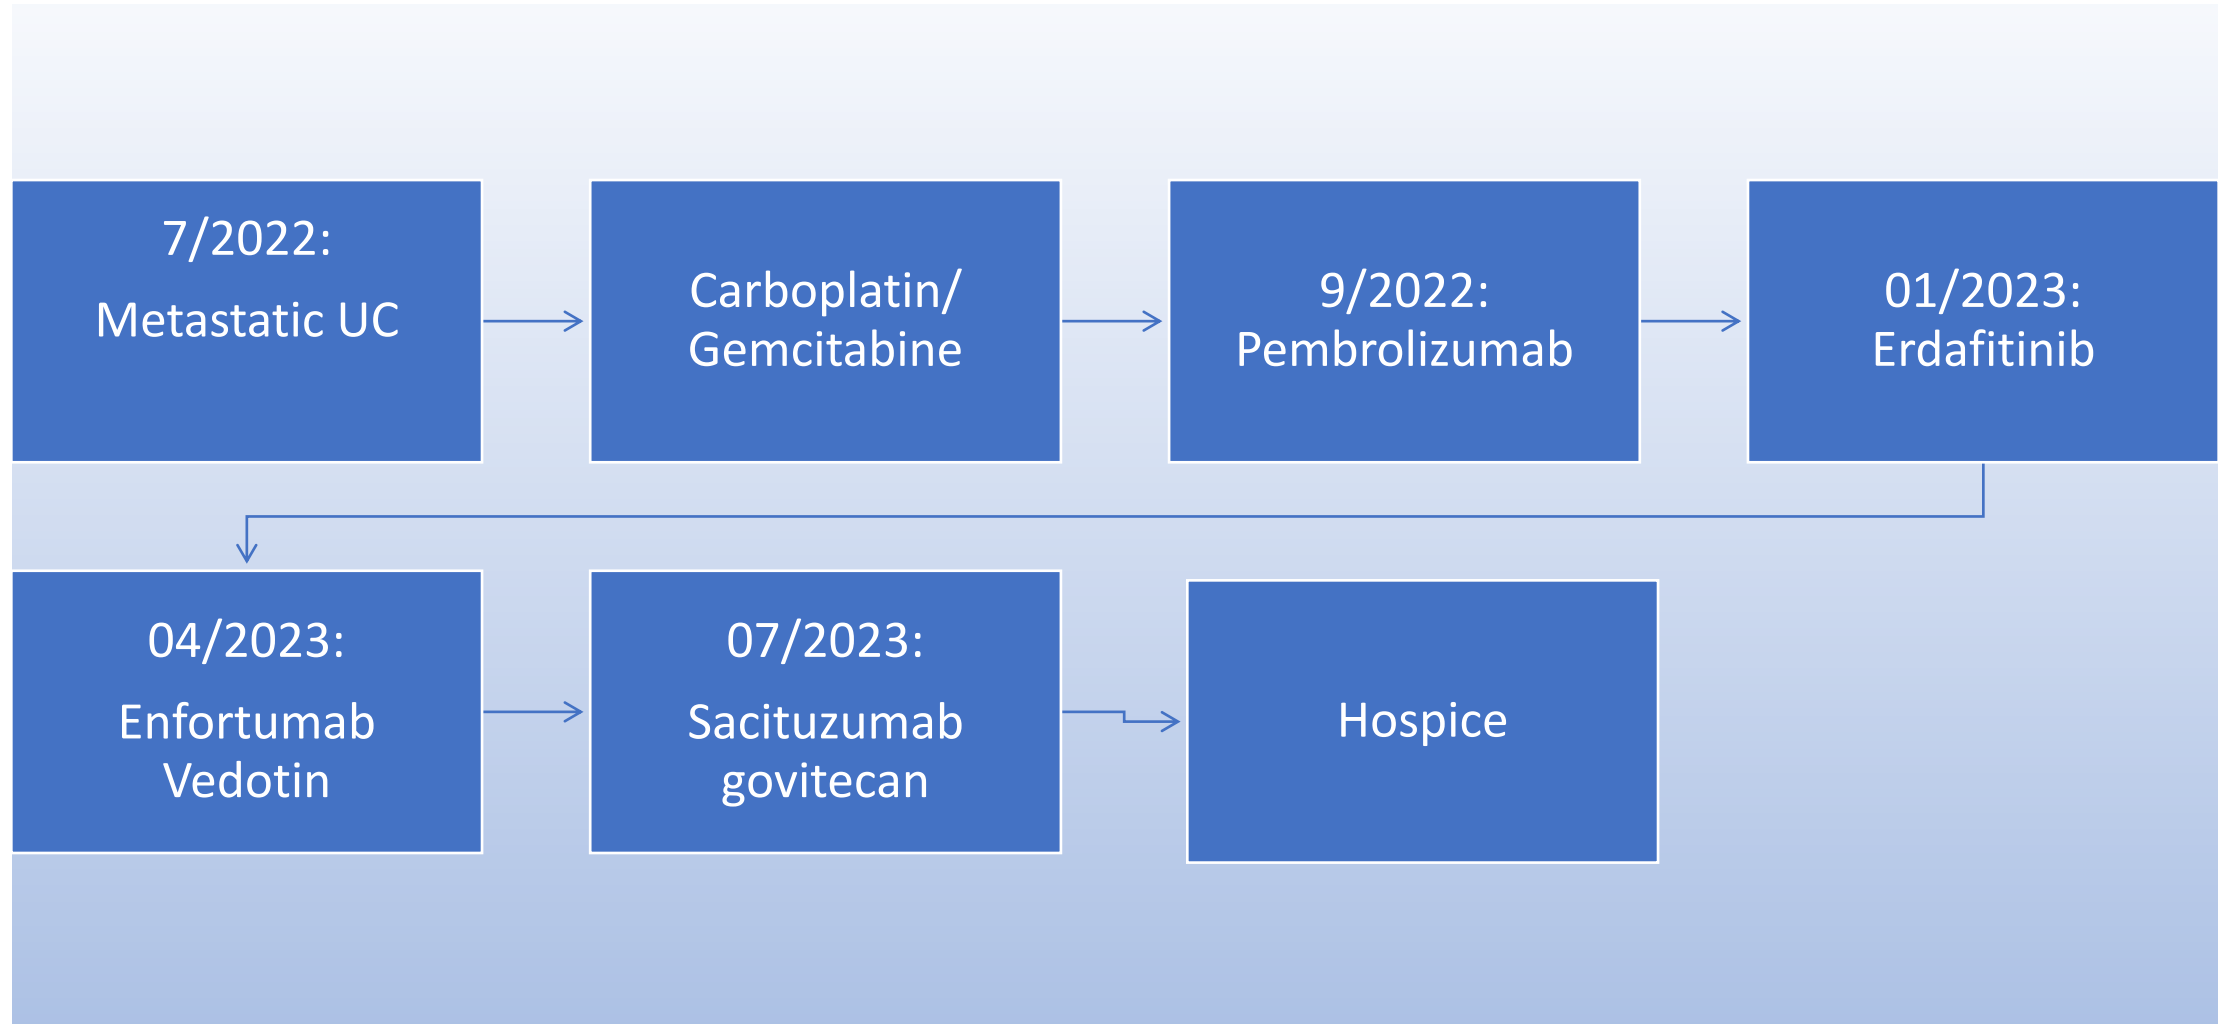 7/2022:
Metastatic UC
Carboplatin/
Gemcitabine
9/2022:
Pembrolizumab
01/2023:
Erdafitinib
04/2023:
Enfortumab
Vedotin
07/2023:
Sacituzumab
govitecan
Hospice